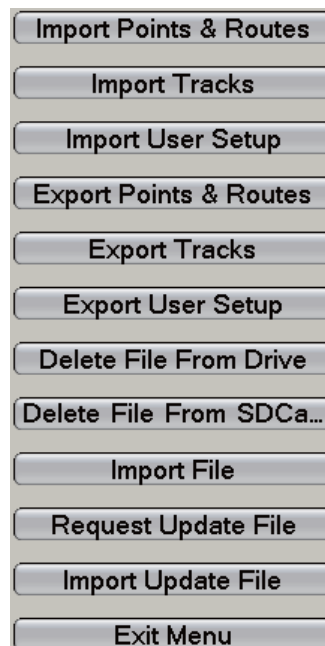 Import Points & Routes
Import Tracks
Import User Setup
Export Points & Routes
Export Tracks
Export User Setup
Delete File From Drive
Delete File From SDCa...
Import File
Request Update File
Import Update File
Exit Menu